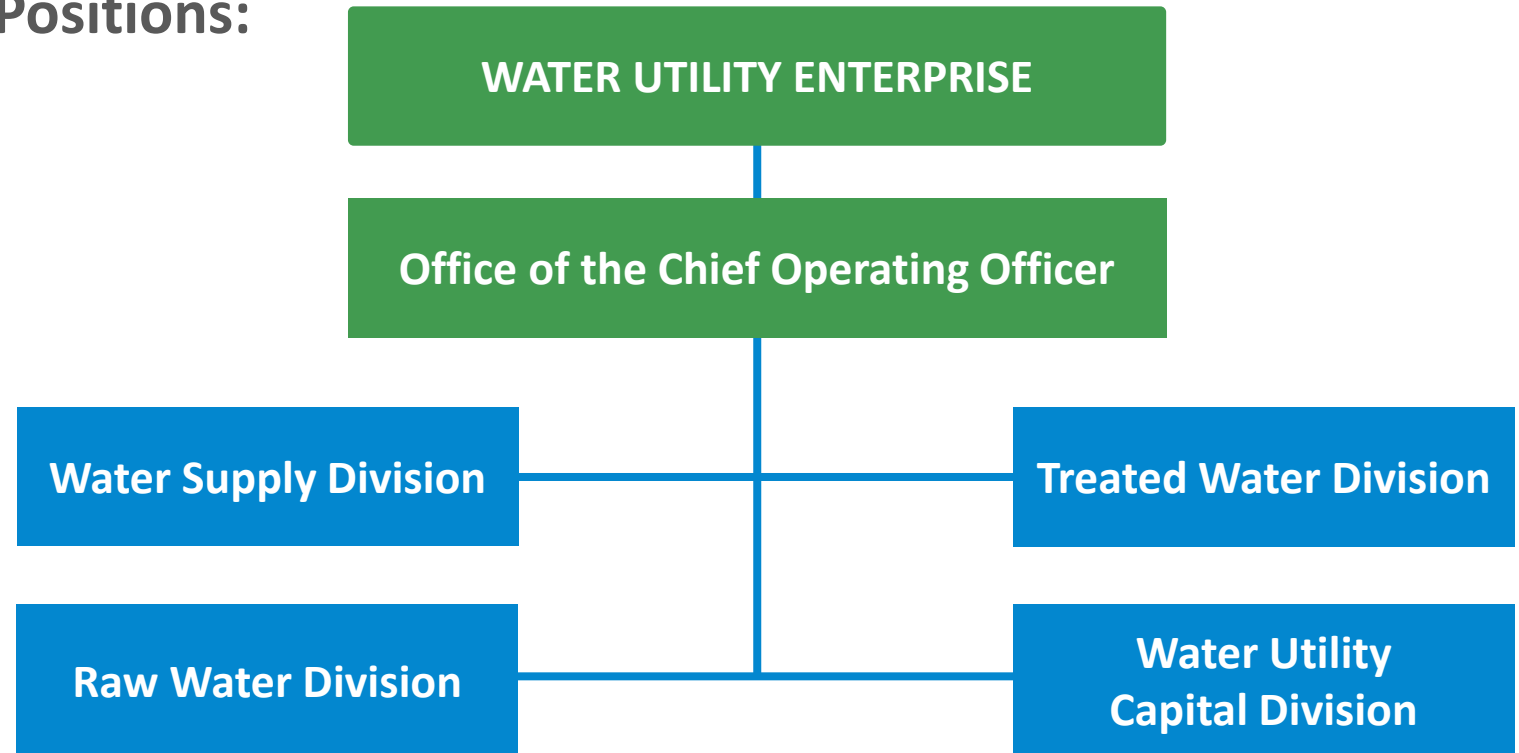 Positions:
WATER UTILITY ENTERPRISE
Office of the Chief Operating Officer
Water Supply Division
Treated Water Division
Raw Water Division
Water Utility
Capital Division